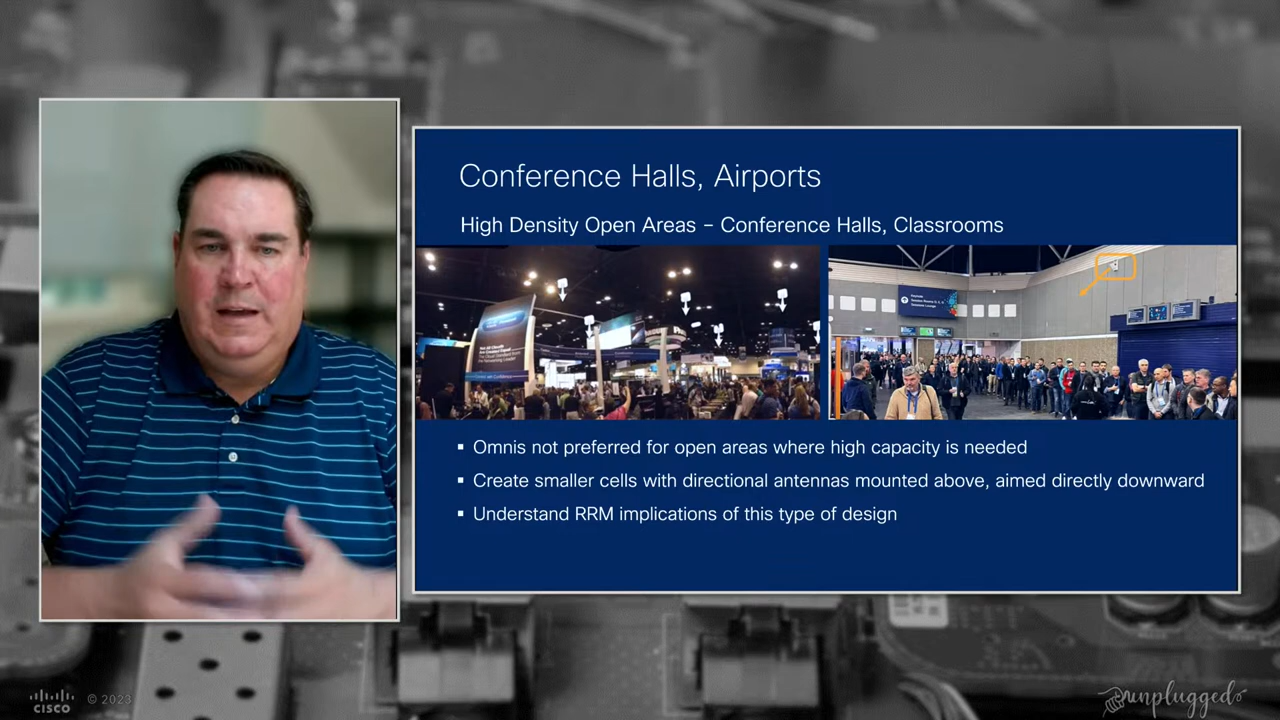 Conference Halls, Airports
High Density Open Areas – Conference Halls, Classrooms
▪ Omnis not preferred for open areas where high capacity is needed
▪ Create smaller cells with directional antennas mounted above, aimed directly downward
▪ Understand RRM implications of this type of design
CISCO
© 2023
unplugged